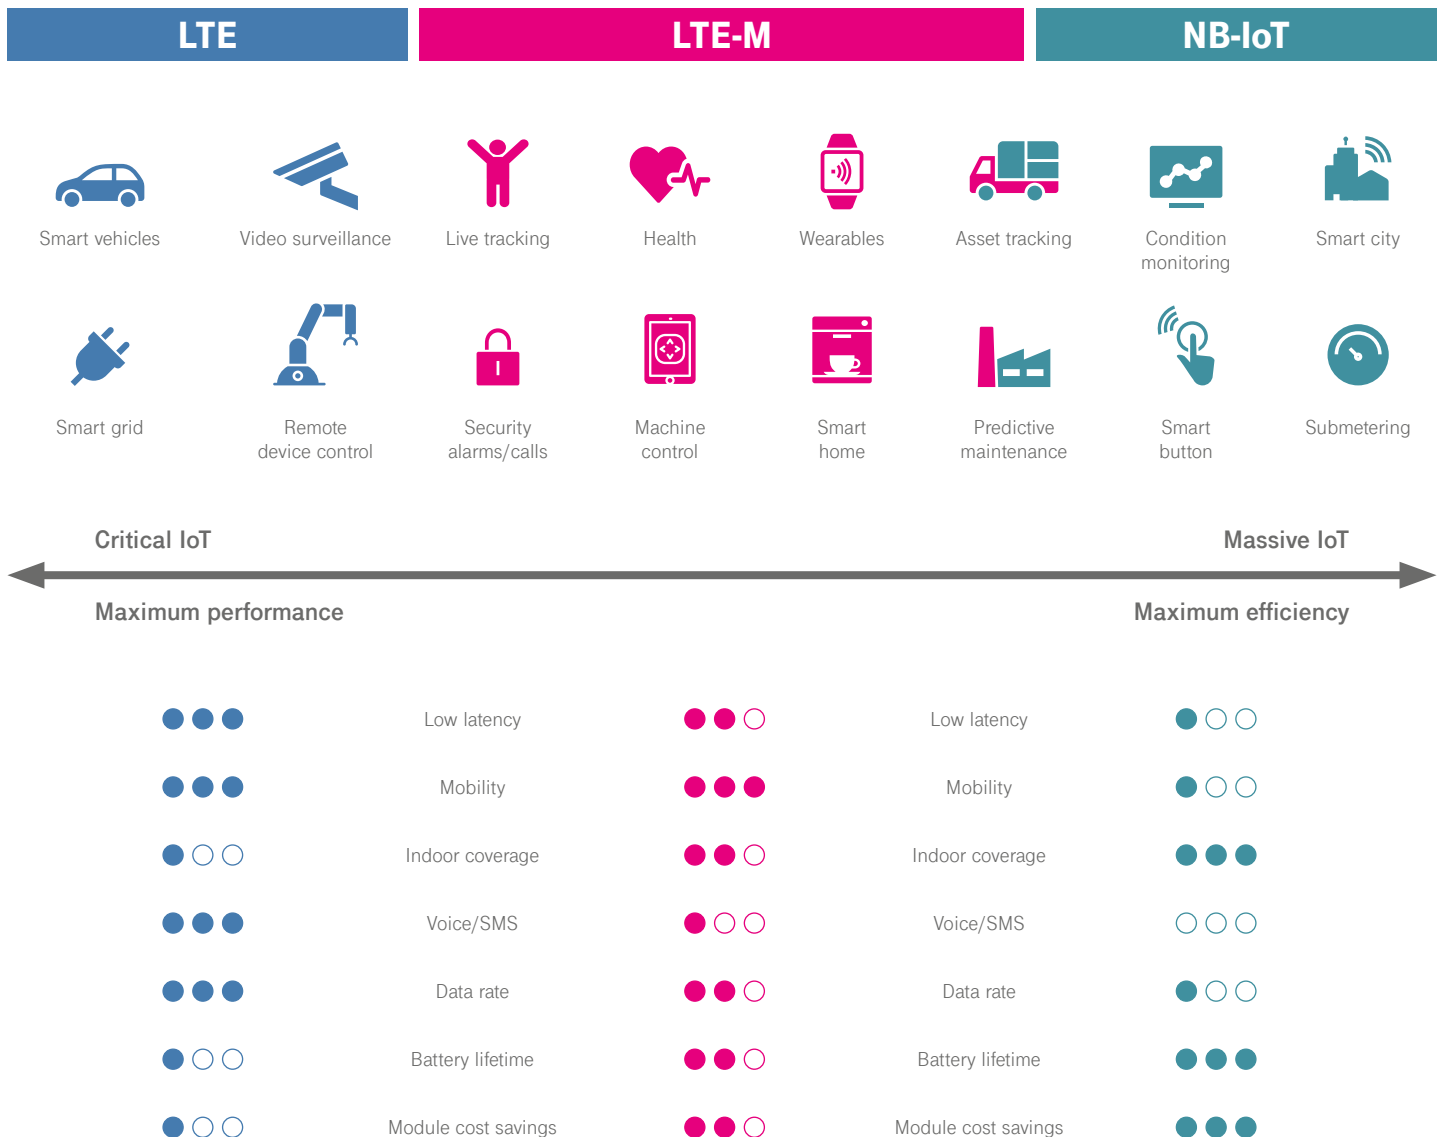 LTE
LTE-M
NB-IoT
Smart vehicles
Video surveillance
Live tracking
Health
Wearables
Asset tracking
Condition
monitoring
Smart city
Smart grid
Remote
device control
Security
alarms/calls
Machine
control
Smart
home
Predictive
maintenance
Smart
button
Submetering
Critical IoT
Massive IoT
Maximum performance
Maximum efficiency
Low latency
Low latency
Mobility
Mobility
Indoor coverage
Indoor coverage
Voice/SMS
Voice/SMS
Data rate
Data rate
Battery lifetime
Battery lifetime
Module cost savings
Module cost savings